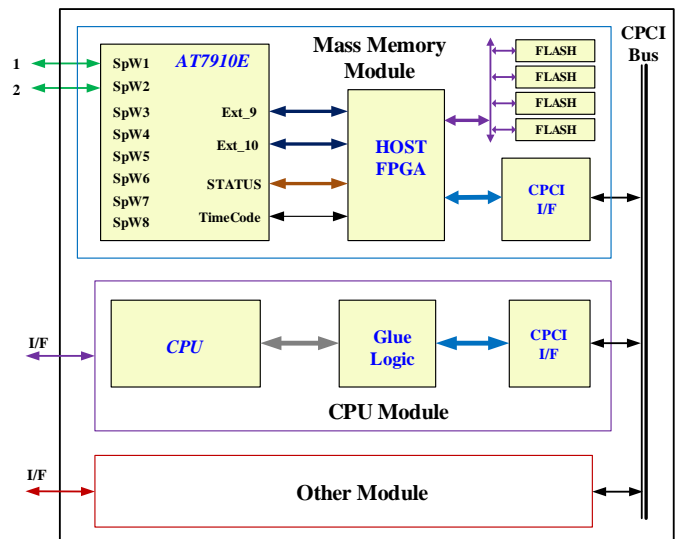 CPCI
Bus
Mass Memory
Module
AT7910E
1
2
SpW1
SpW2
SpW3
SpW4
SpW5
SpW6
SpW7
SpW8
Ext_9
Ext_10
STATUS
TimeCode
HOST
FPGA
FLASH
FLASH
FLASH
FLASH
CPCI
I/F
I/F
CPU
Glue
Logic
CPCI
I/F
CPU Module
I/F
Other Module